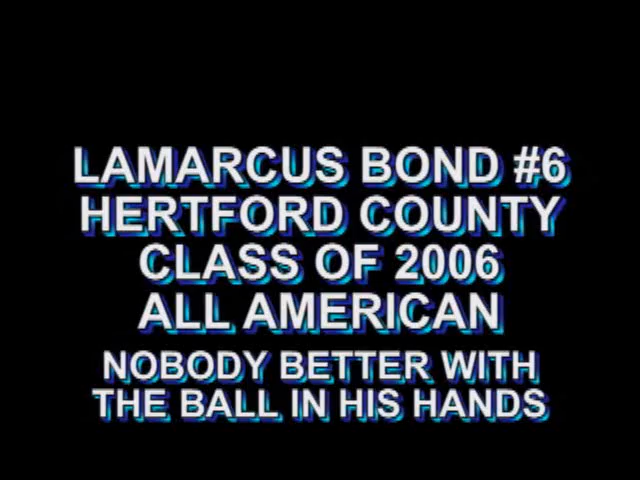 LAMARCUS BOND #6
HERTFORD COUNTY
CLASS OF 2006
ALL AMERICAN
NOBODY BETTER WITH
THE BALL IN HIS HANDS